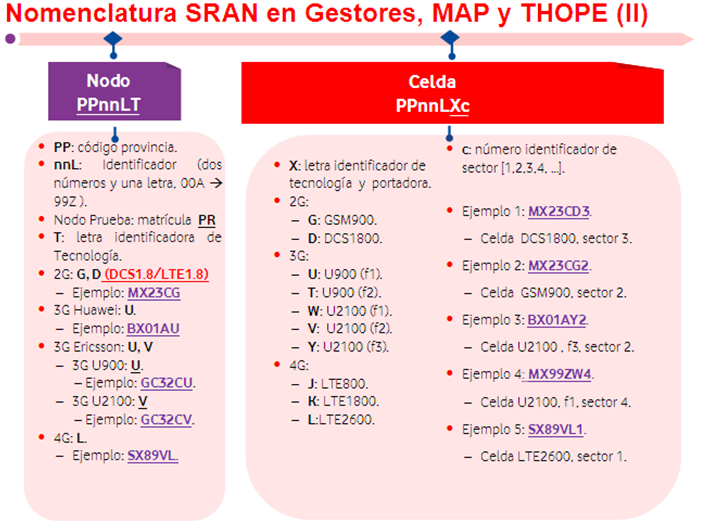 Nomenclatura SRAN en Gestores, MAP y THOPE (II)
Nodo
PPnnLT
Celda
PPnnLXc
• PP: código provincia.
• nnL: Identificador (dos
números y una letra, 00A →
99Z ).
• Nodo Prueba: matrícula PR
• T: letra identificadora de
Tecnología.
• 2G: G, D (DCS1.8/LTE1.8)
– Ejemplo: MX23CG
• 3G Huawei: U.
– Ejemplo: BX01AU
• 3G Ericsson: U, V
– 3G U900: U.
– Ejemplo: GC32CU.
– 3G U2100: V
– Ejemplo: GC32CV.
• 4G: L.
– Ejemplo: SX89VL.
• X: letra identificador de
tecnología y portadora.
• 2G:
– G: GSM900.
– D: DCS1800.
• 3G:
– U: U900 (f1).
– T: U900 (f2).
– W: U2100 (f1).
– V: U2100 (f2).
– Y: U2100 (f3).
• 4G:
– J: LTE800.
– K: LTE1800.
– L:LTE2600.
• c: número identificador de
sector [1,2,3,4, ...].
• Ejemplo 1: MX23CD3.
– Celda DCS1800, sector 3.
• Ejemplo 2: MX23CG2.
– Celda GSM900, sector 2.
• Ejemplo 3: BX01AY2.
– Celda U2100 , f3, sector 2.
• Ejemplo 4: MX99ZW4.
– Celda U2100, f1, sector 4.
• Ejemplo 5: SX89VL1.
– Celda LTE2600, sector 1.